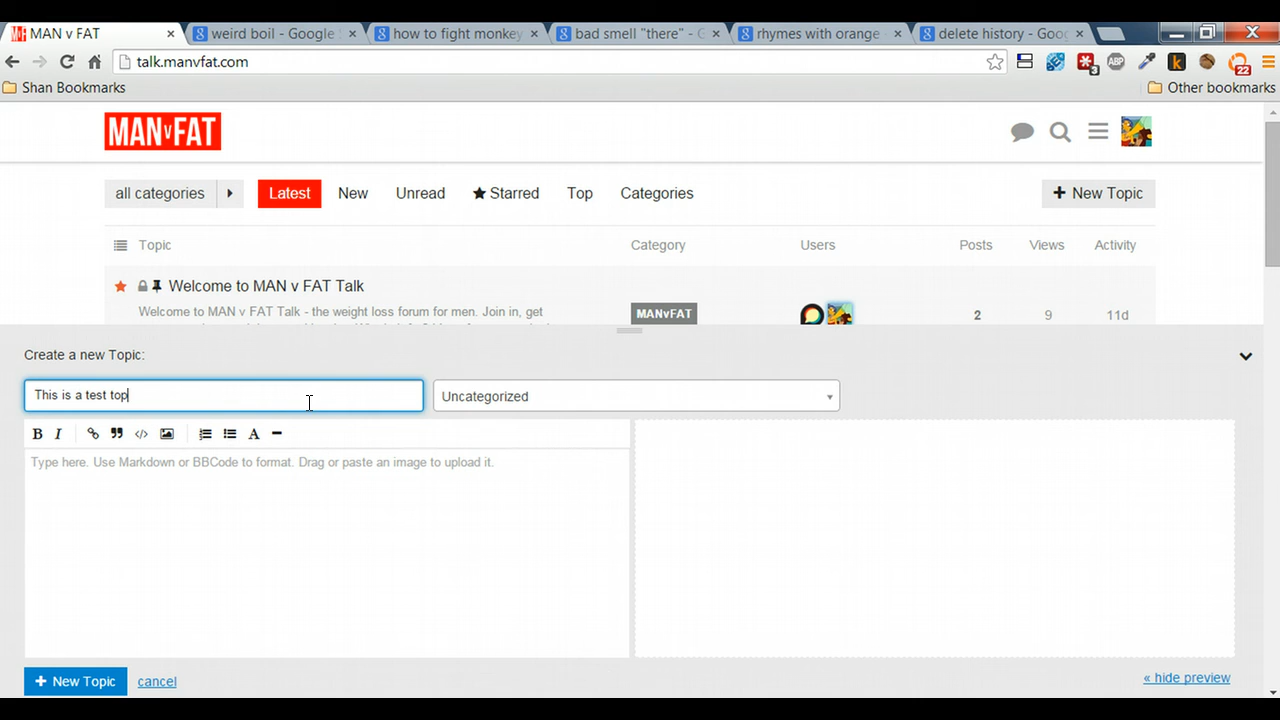 MAN v FAT
weird boil - Google
how to fight monkey
bad smell "there" - G
rhymes with orange
delete history - Goog
talk.manvfat.com
ABP
k
3
22
Shan Bookmarks
Other bookmarks
MANvFAT
all categories
Latest
New
Unread
Starred
Top
Categories
+ New Topic
Topic
Category
Users
Posts
Views
Activity
Welcome to MAN v FAT Talk
Welcome to MAN v FAT Talk - the weight loss forum for men. Join in, get
MANvFAT
2
9
11d
Create a new Topic:
This is a test top
Uncategorized
B I
A
Type here. Use Markdown or BBCode to format. Drag or paste an image to upload it.
+ New Topic
cancel
« hide preview